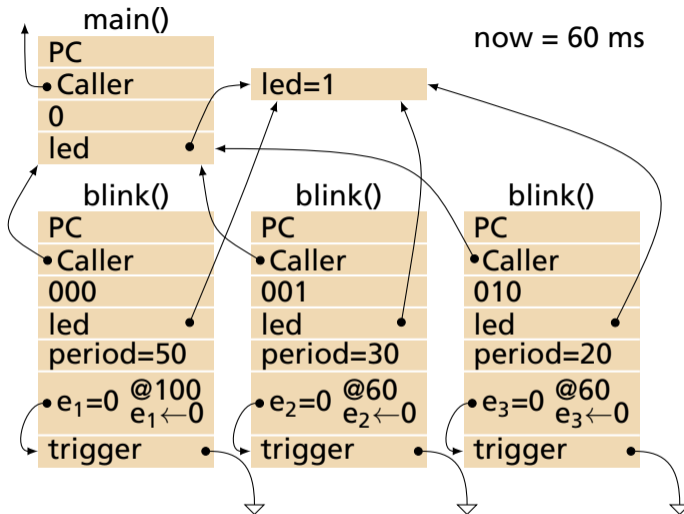 main()
now = 60 ms
PC
Caller
led=1
0
led
blink()
PC
Caller
000
led
period=50
e₁=0 @100
e₁←0
trigger
blink()
PC
Caller
001
led
period=30
e₂=0 @60
e₂←0
trigger
blink()
PC
Caller
010
led
period=20
e₃=0 @60
e₃←0
trigger